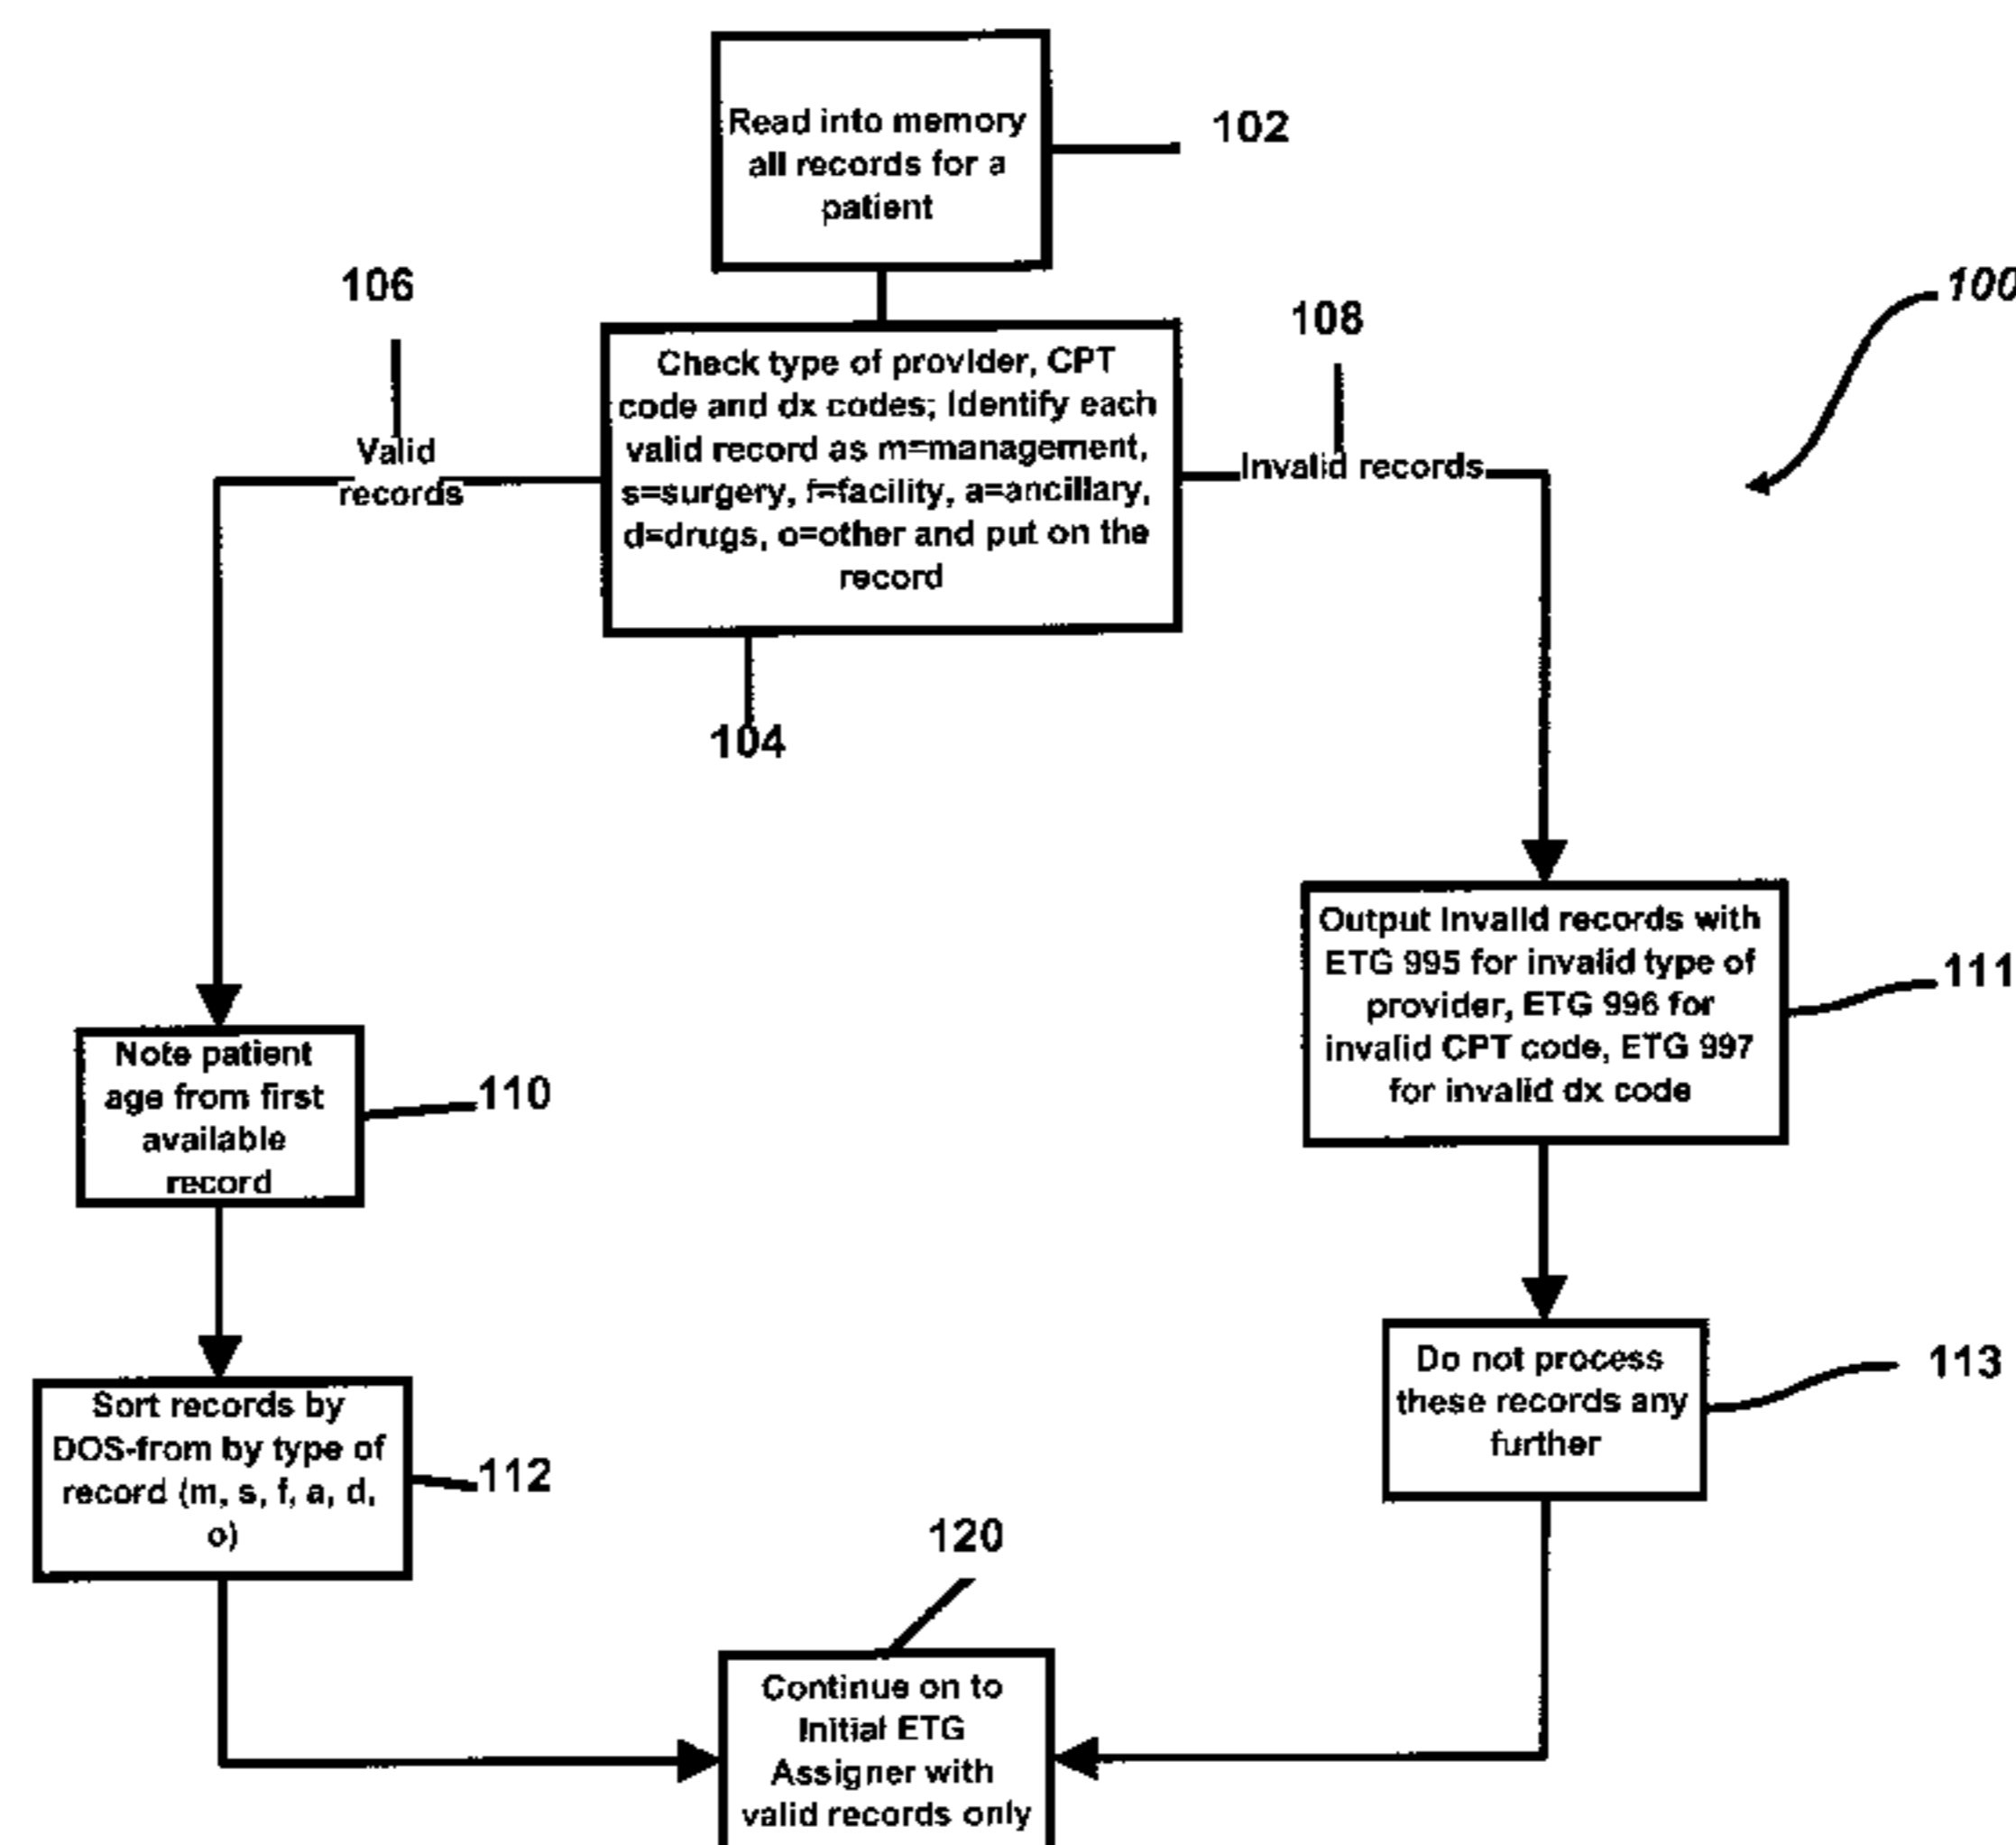 Read into memory
all records for a
patient
102
106
108
100
Check type of provider, CPT
code and dx codes; Identify each
valid record as m=management,
s=surgery, f=facility, a=ancillary,
d=drugs, o=other and put on the
record
Valid
records
Invalid records
104
Output Invalid records with
ETG 995 for invalid type of
provider, ETG 996 for
invalid CPT code, ETG 997
for invalid dx code
111
Note patient
age from first
available
record
110
Do not process
these records any
further
113
Sort records by
DOS-from by type of
record (m, s, f, a, d,
o)
112
120
Continue on to
Initial ETG
Assigner with
valid records only